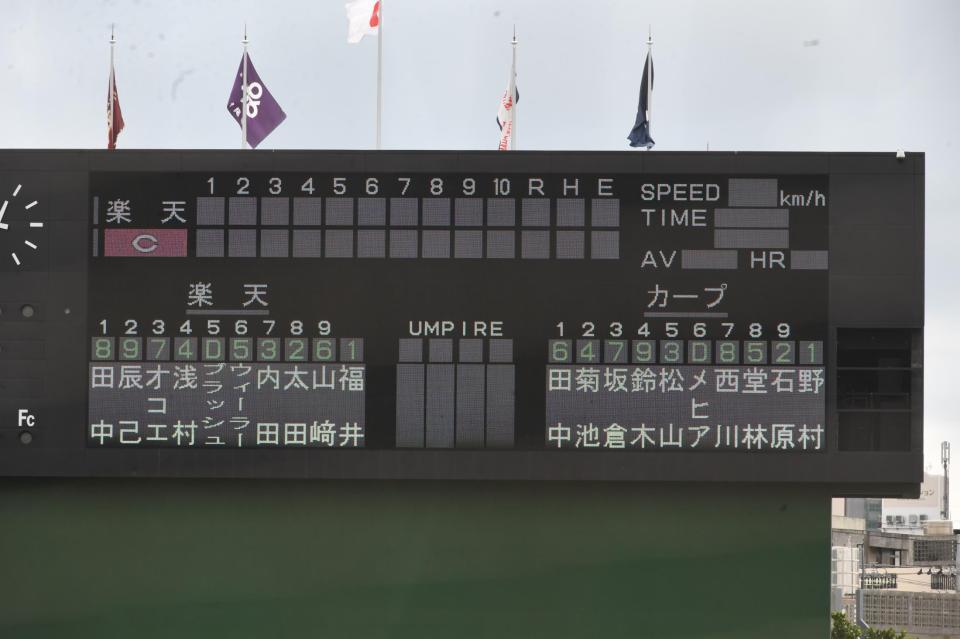 1 2 3 4 5 6 7 8 9 10 R H E
楽天
C
SPEED km/h
TIME
AV HR
楽天
1 2 3 4 5 6 7 8 9
8 9 7 4 D 5 3 2 6 1
田中
辰己
オコエ
浅村
ブラッシュ
ウィーラー
内田
太田
山﨑
福井
UMPIRE
カープ
1 2 3 4 5 6 7 8 9
6 4 7 9 3 D 8 5 2 1
田中
菊池
坂倉
鈴木
松山
メヒア
西川
堂林
石原
野村
Fc